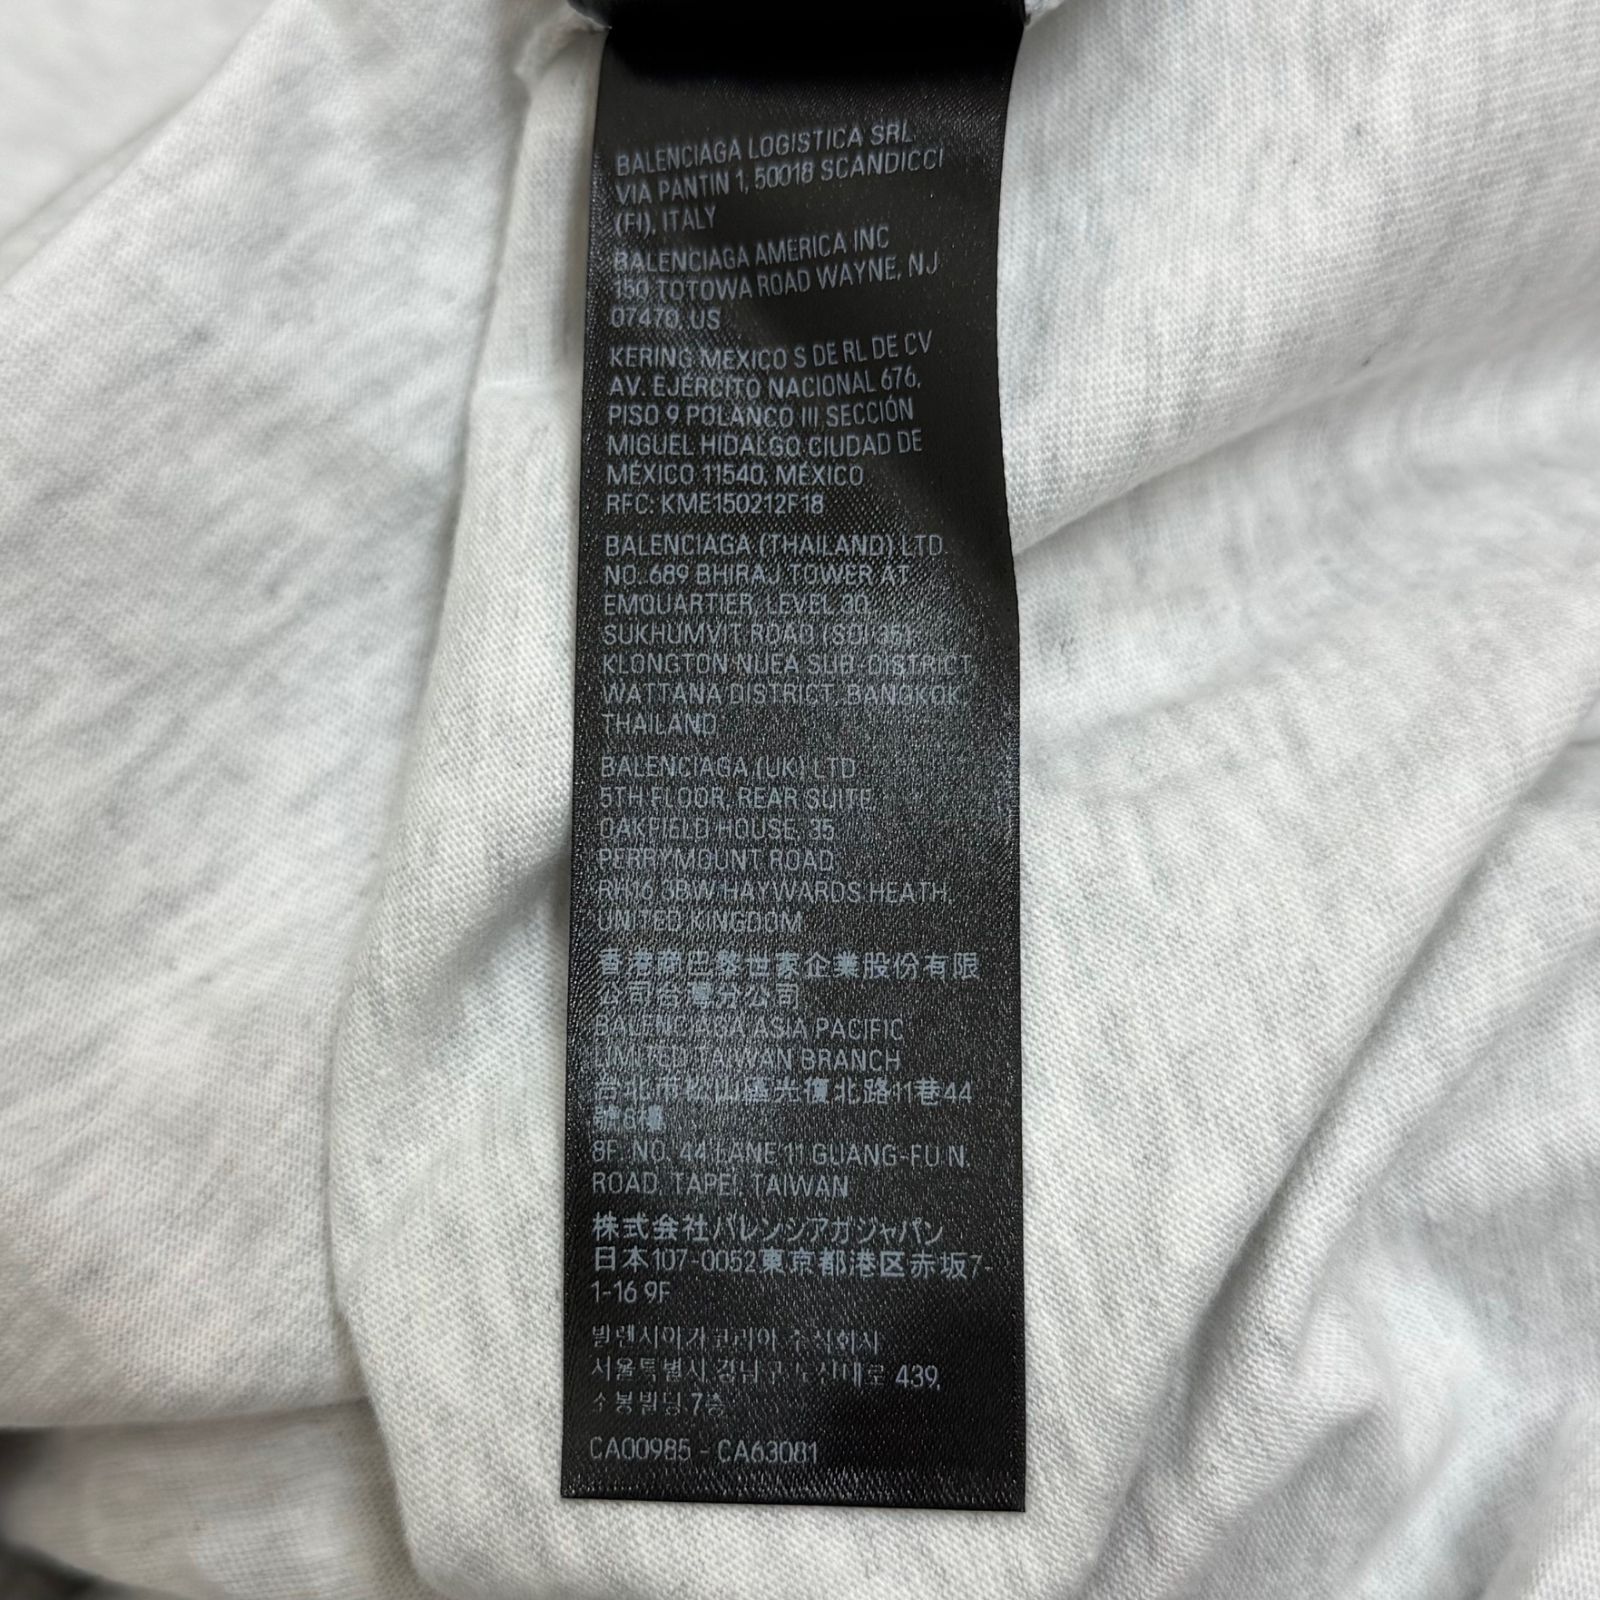 BALENCIAGA LOGISTICA SRL
VIA PANTIN 1, 50018 SCANDICCI
(FI), ITALY
BALENCIAGA AMERICA INC
150 TOTOWA ROAD WAYNE, NJ
07470 US
KERING MEXICO S DE RL DE CV
AV. EJÉRCITO NACIONAL 676,
PISO 9 POLANCO III SECCIÓN
MIGUEL HIDALGO CIUDAD DE
MÉXICO 11540, MÉXICO
RFC: KME150212F18
BALENCIAGA (THAILAND) LTD.
NO. 689 BHIRAJ TOWER AT
EMQUARTIER, LEVEL 30,
SUKHUMVIT ROAD (SOI 35)
KLONGTON NUEA SUB-DISTRICT
WATTANA DISTRICT, BANGKOK,
THAILAND
BALENCIAGA (UK) LTD
5TH FLOOR, REAR SUITE,
OAKFIELD HOUSE, 35
PERRYMOUNT ROAD,
RH16 3BW HAYWARDS HEATH,
UNITED KINGDOM
香港商巴黎世家企業股份有限
公司台灣分公司
BALENCIAGA ASIA PACIFIC
LIMITED TAIWAN BRANCH
台北市松山區光復北路11巷44
號8樓
8F, NO. 44 LANE 11 GUANG-FU N.
ROAD, TAPEI, TAIWAN
株式会社バレンシアガジャパン
日本107-0052東京都港区赤坂7-
1-16 9F
발렌시아가코리아 주식회사
서울특별시 강남구 도산대로 439,
소봉빌딩 7층
CA00985 - CA63081